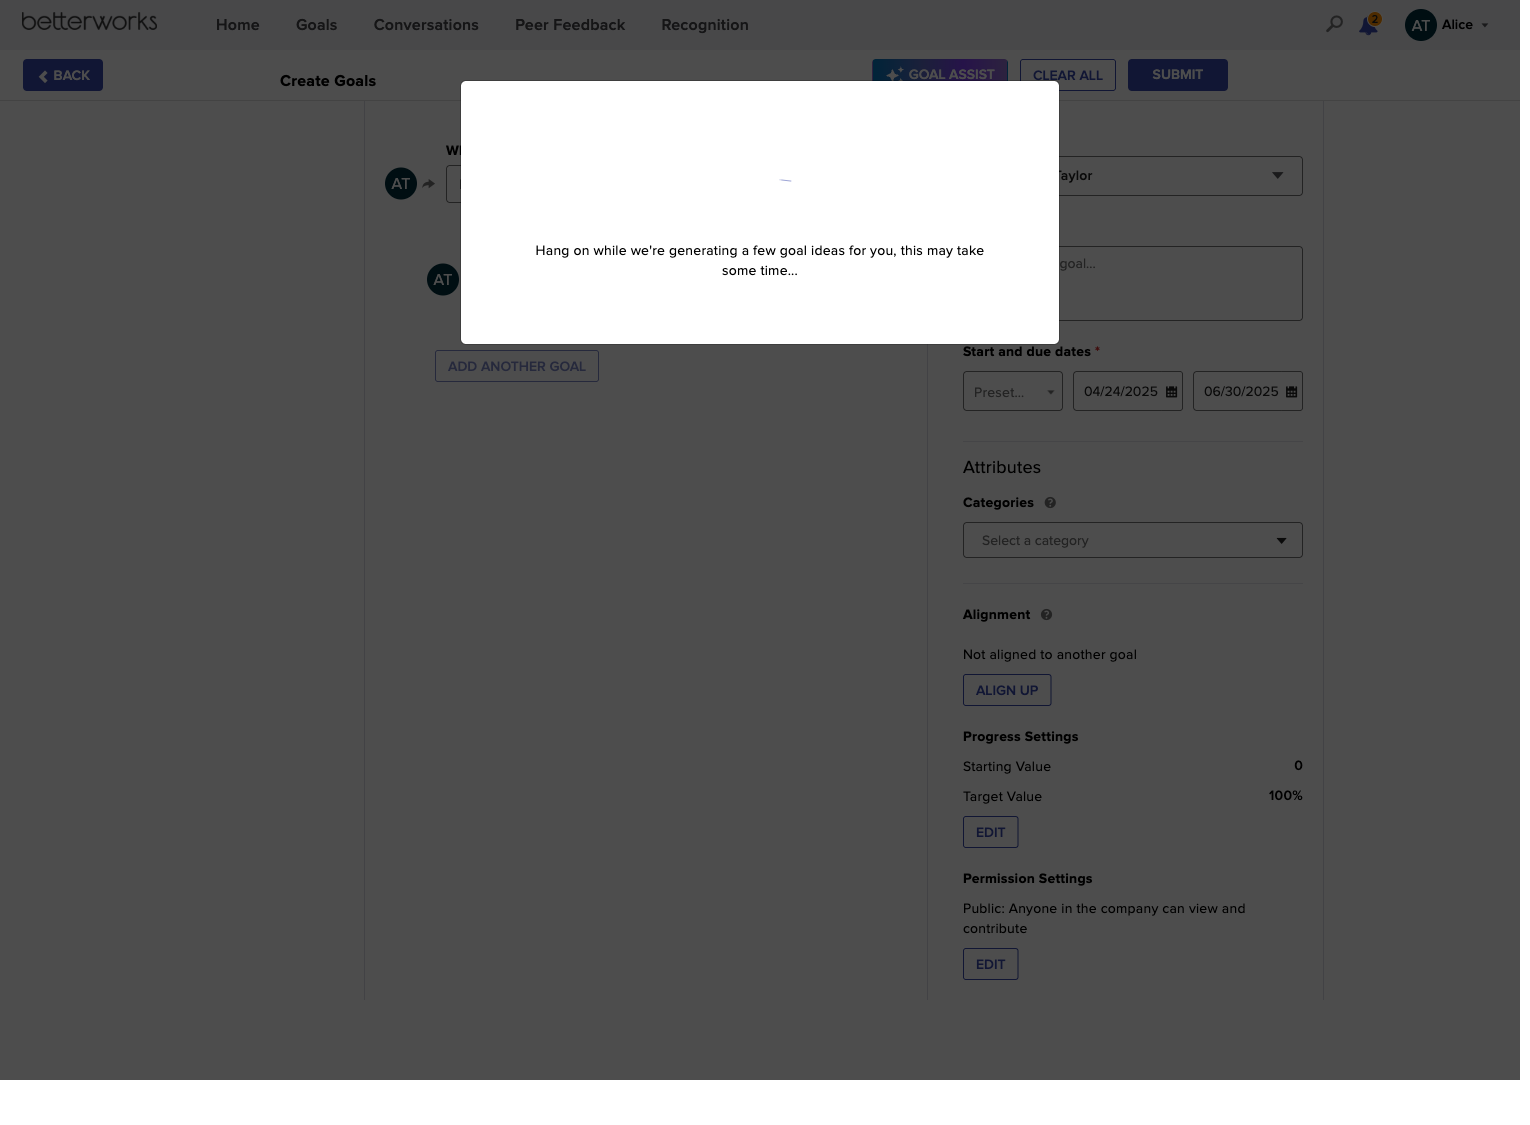 betterworks
Home
Goals
Conversations
Peer Feedback
Recognition
2
AT
Alice
BACK
Create Goals
GOAL ASSIST
CLEAR ALL
SUBMIT
AT
Taylor
AT
goal...
Hang on while we're generating a few goal ideas for you, this may take
some time...
ADD ANOTHER GOAL
Start and due dates *
Preset...
04/24/2025
06/30/2025
Attributes
Categories ?
Select a category
Alignment ?
Not aligned to another goal
ALIGN UP
Progress Settings
Starting Value
0
Target Value
100%
EDIT
Permission Settings
Public: Anyone in the company can view and
contribute
EDIT